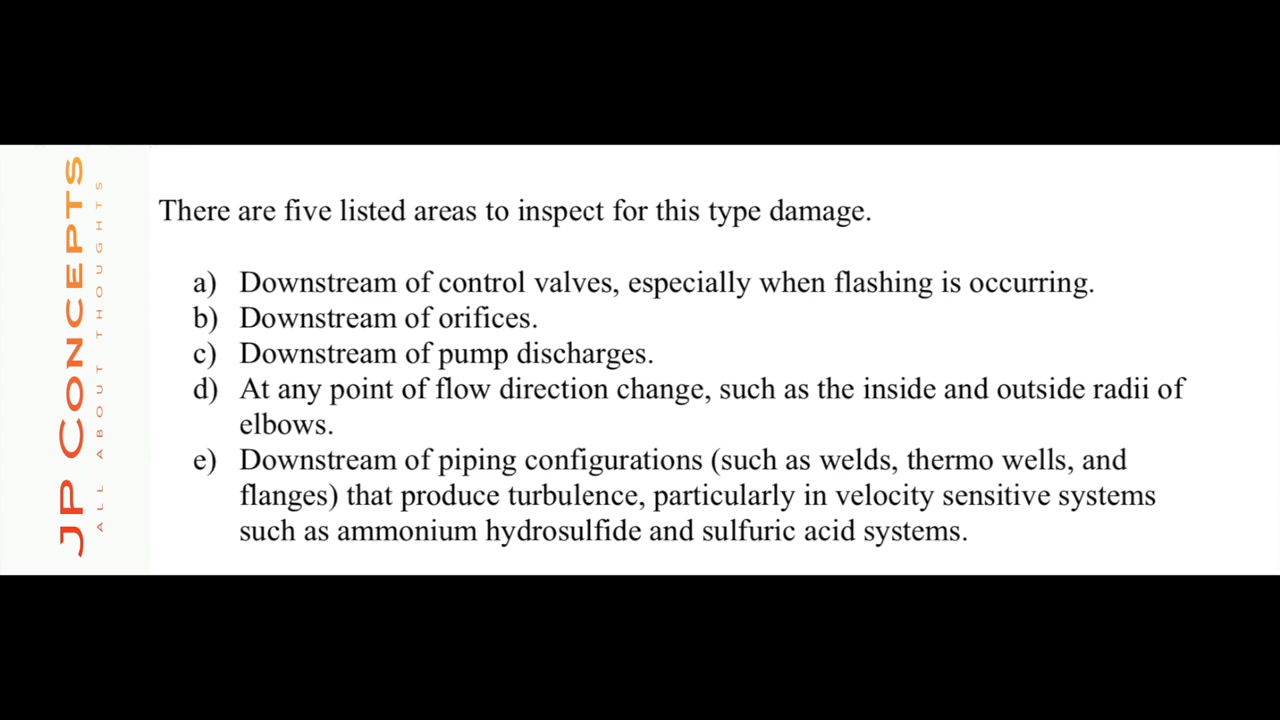 JP CONCEPTS
ALL ABOUT THOUGHTS
There are five listed areas to inspect for this type damage.
a) Downstream of control valves, especially when flashing is occurring.
b) Downstream of orifices.
c) Downstream of pump discharges.
d) At any point of flow direction change, such as the inside and outside radii of
elbows.
e) Downstream of piping configurations (such as welds, thermo wells, and
flanges) that produce turbulence, particularly in velocity sensitive systems
such as ammonium hydrosulfide and sulfuric acid systems.